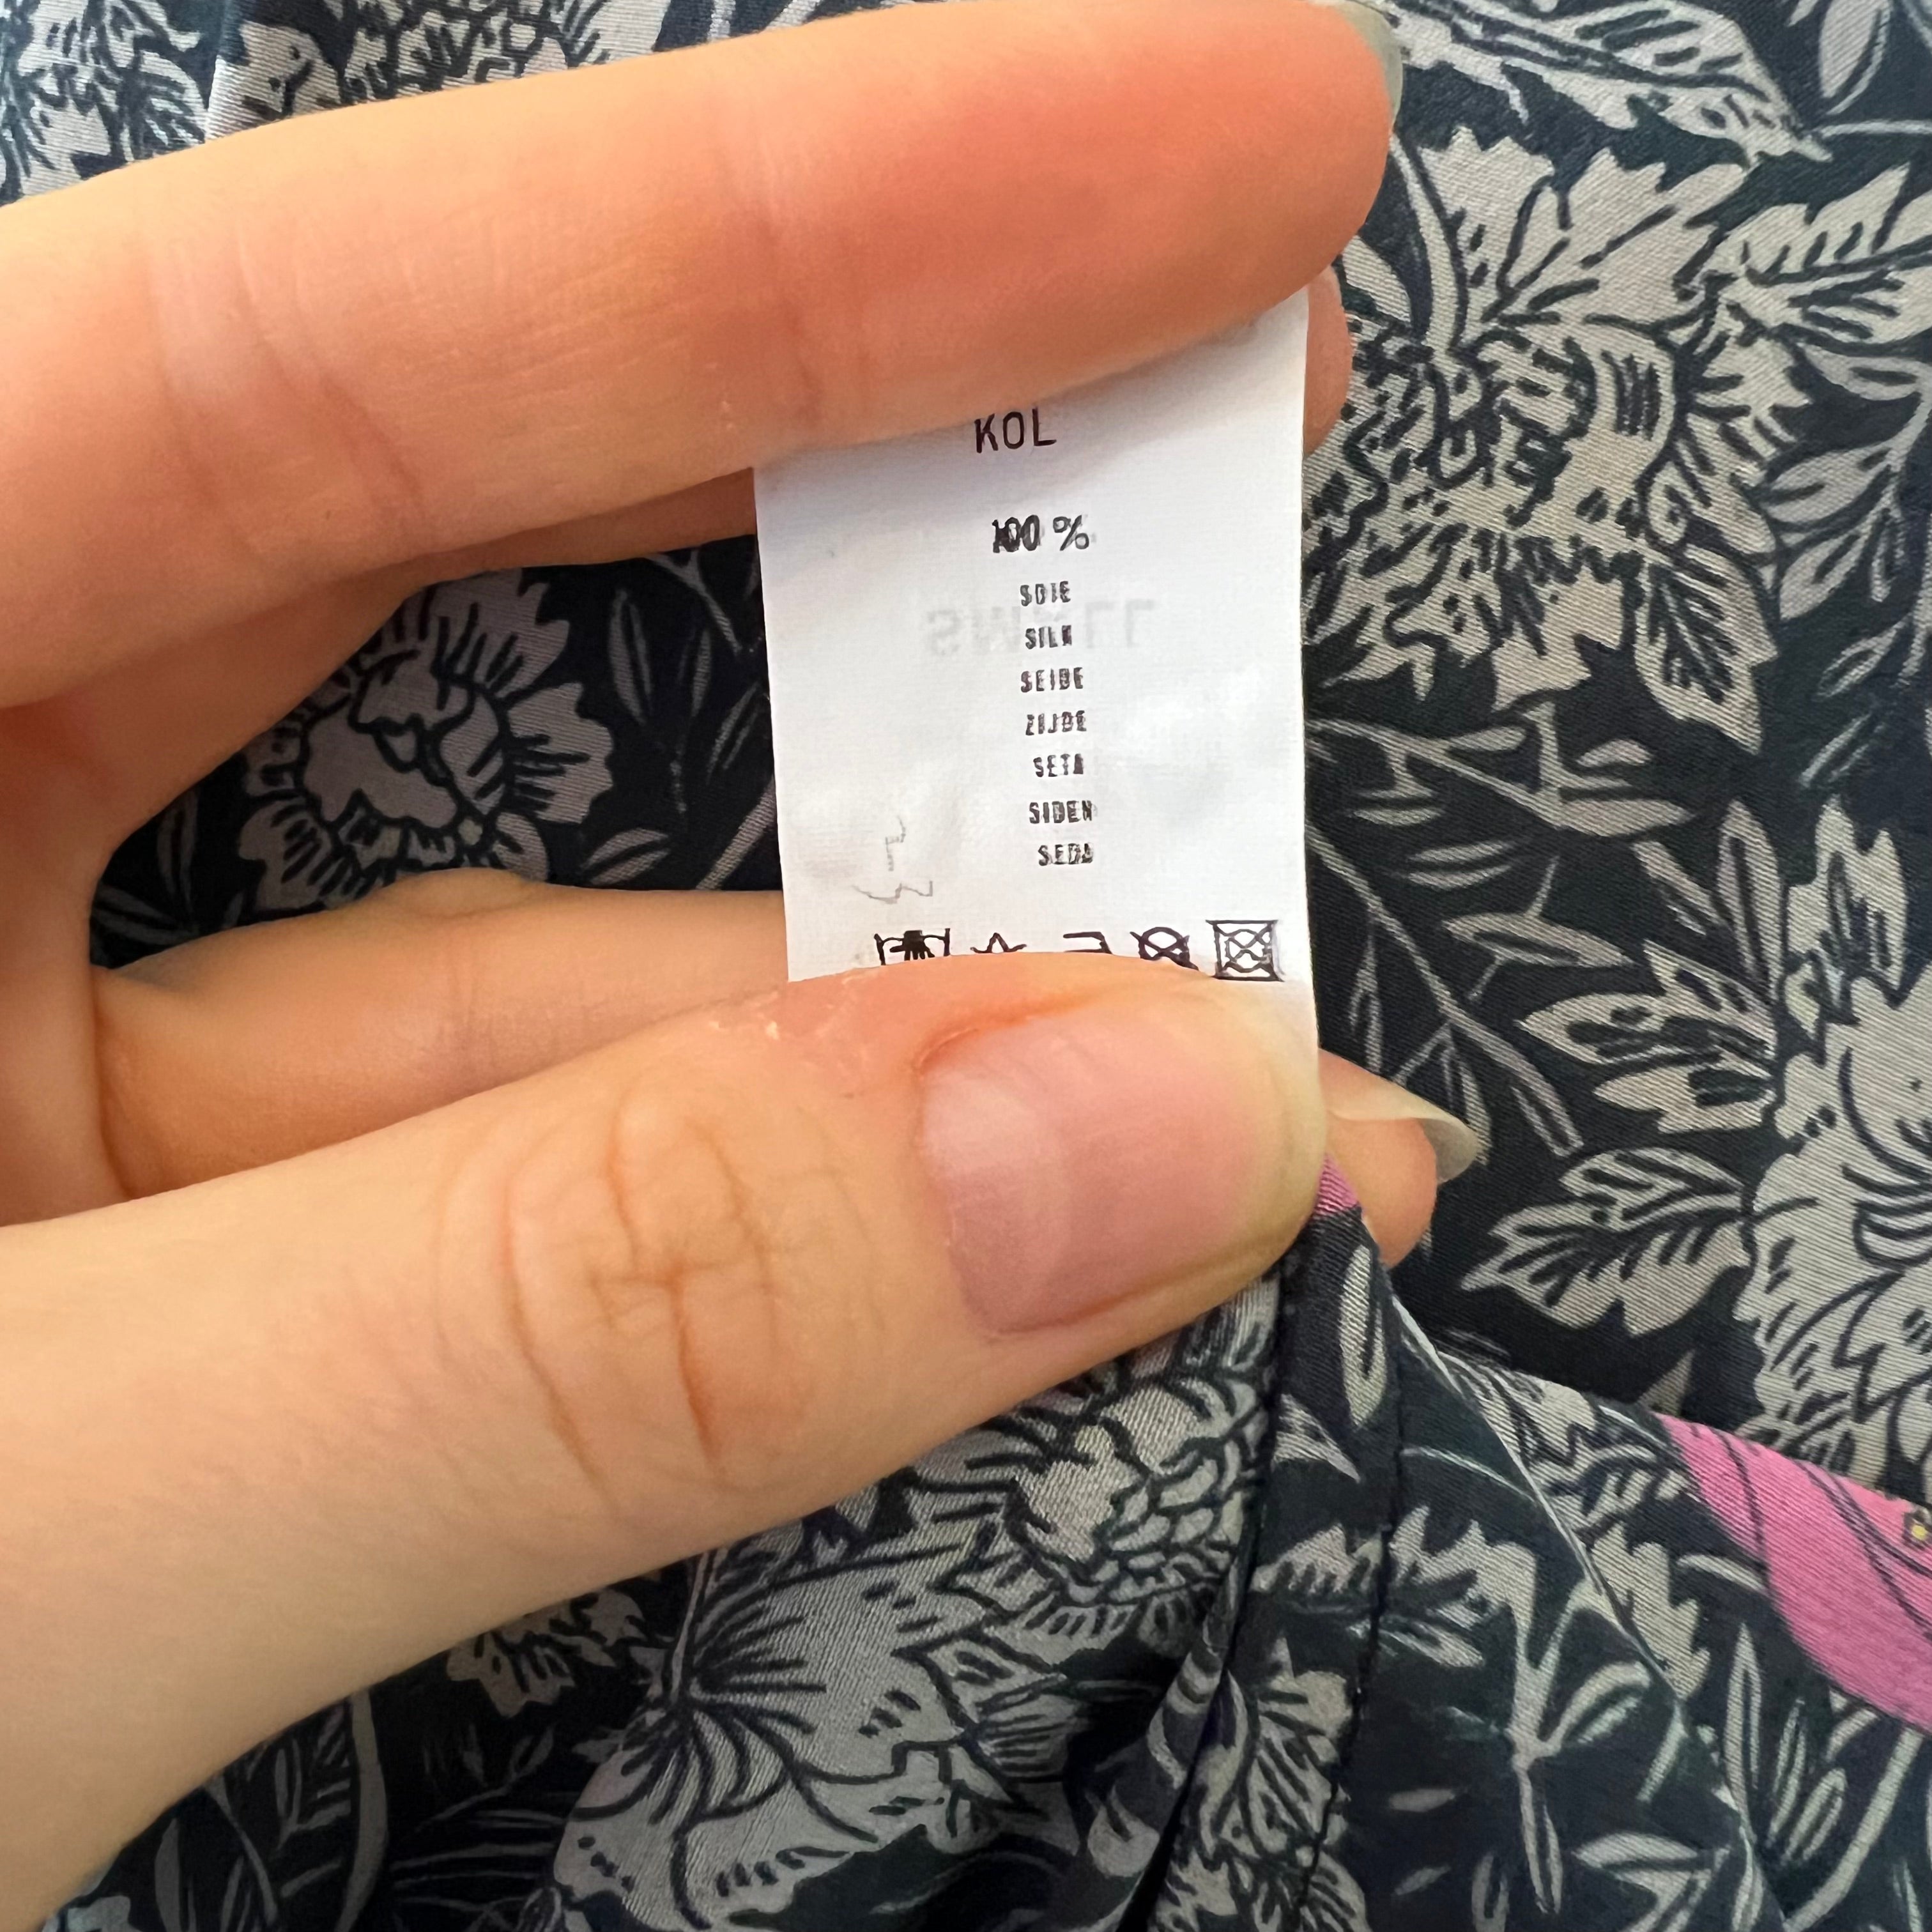 KOL
100 %
SOIE
SILK
SEIDE
ZIJDE
SETA
SIDEN
SEDA